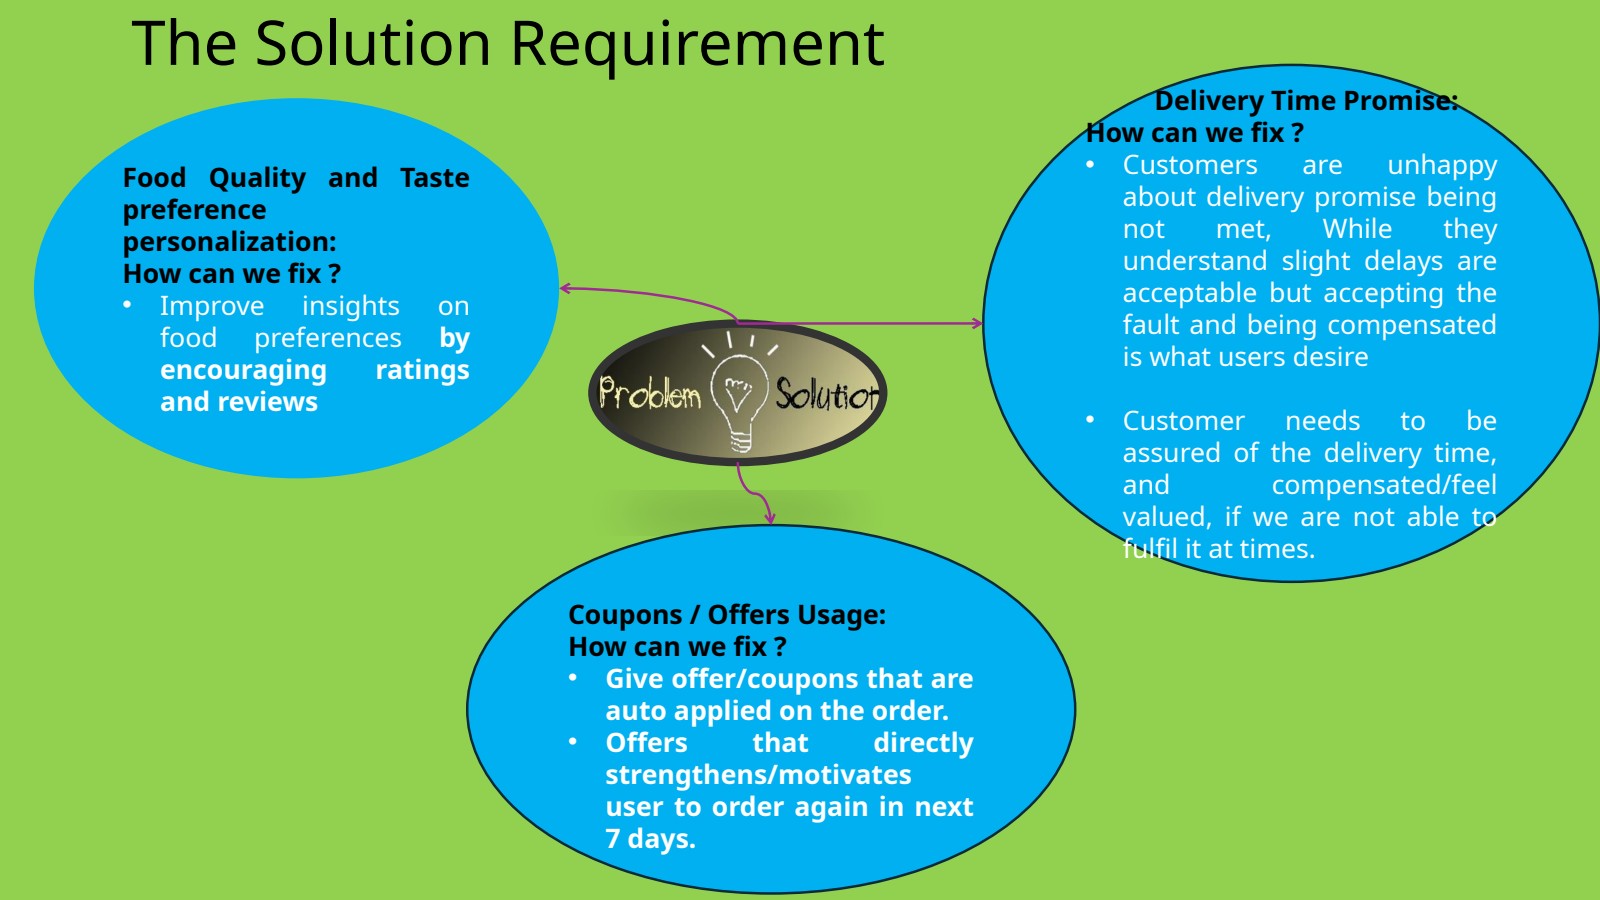 The Solution Requirement
Food Quality and Taste
preference
personalization:
How can we fix ?
• Improve insights on
food preferences by
encouraging ratings
and reviews
Delivery Time Promise:
How can we fix ?
• Customers are unhappy
about delivery promise being
not met, While they
understand slight delays are
acceptable but accepting the
fault and being compensated
is what users desire
• Customer needs to be
assured of the delivery time,
and compensated/feel
valued, if we are not able to
fulfil it at times.
Problem Solution
Coupons / Offers Usage:
How can we fix ?
• Give offer/coupons that are
auto applied on the order.
• Offers that directly
strengthens/motivates
user to order again in next
7 days.